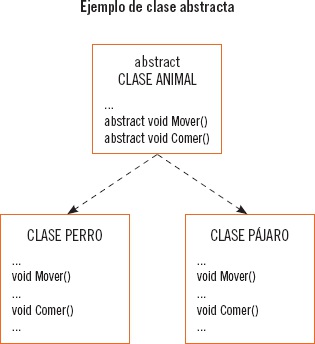 Ejemplo de clase abstracta
abstract
CLASE ANIMAL
...
abstract void Mover()
abstract void Comer()
CLASE PERRO
...
void Mover()
...
void Comer()
...
CLASE PÁJARO
...
void Mover()
...
void Comer()
...